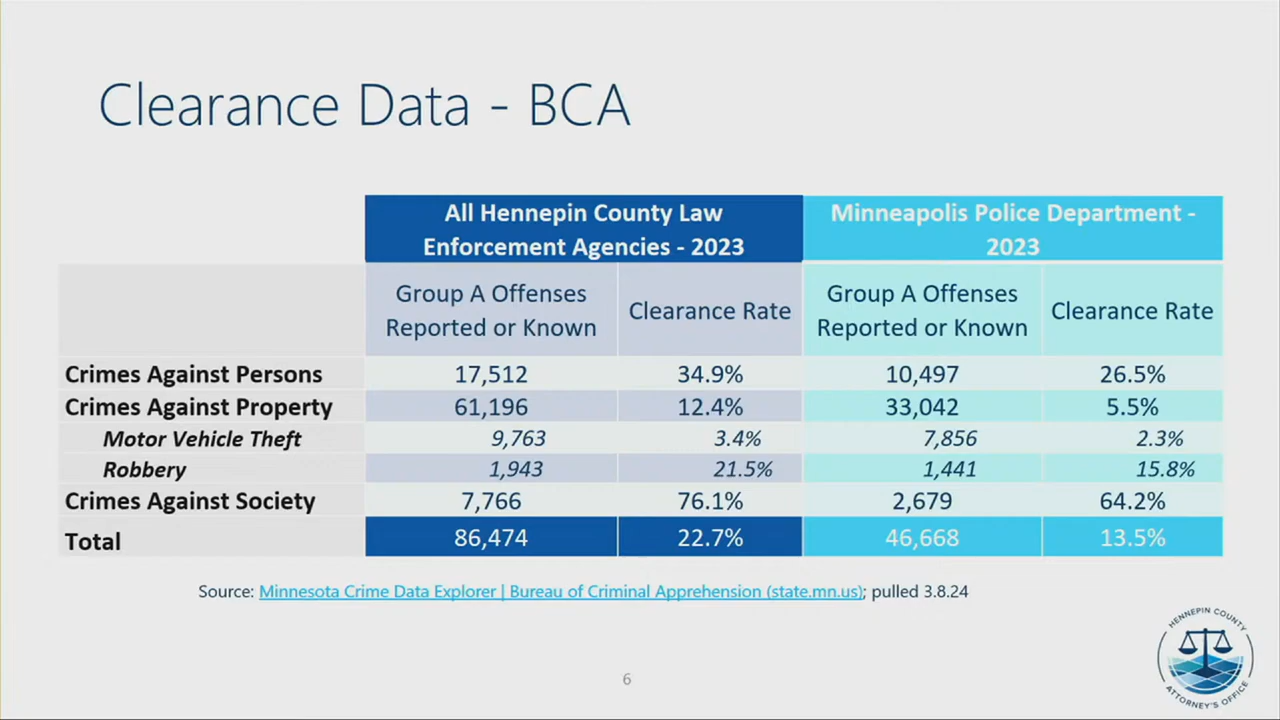 Clearance Data - BCA
All Hennepin County Law
Enforcement Agencies - 2023
Minneapolis Police Department -
2023
Group A Offenses
Reported or Known
Clearance Rate
Group A Offenses
Reported or Known
Clearance Rate
Crimes Against Persons 17,512 34.9% 10,497 26.5%
Crimes Against Property 61,196 12.4% 33,042 5.5%
Motor Vehicle Theft 9,763 3.4% 7,856 2.3%
Robbery 1,943 21.5% 1,441 15.8%
Crimes Against Society 7,766 76.1% 2,679 64.2%
Total 86,474 22.7% 46,668 13.5%
Source: Minnesota Crime Data Explorer | Bureau of Criminal Apprehension (state.mn.us); pulled 3.8.24
HENNEPIN COUNTY
ATTORNEY'S OFFICE
6